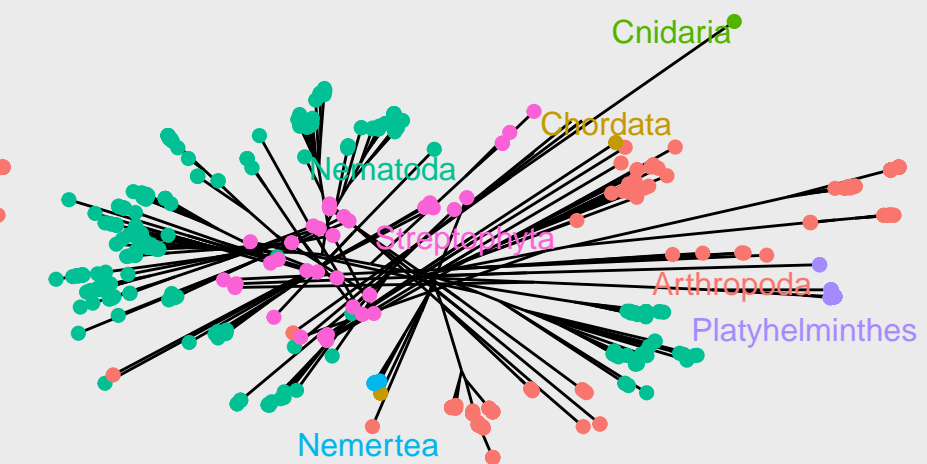 Cnidaria
Chordata
Nematoda
Streptophyta
Arthropoda
Platyhelminthes
Nemertea